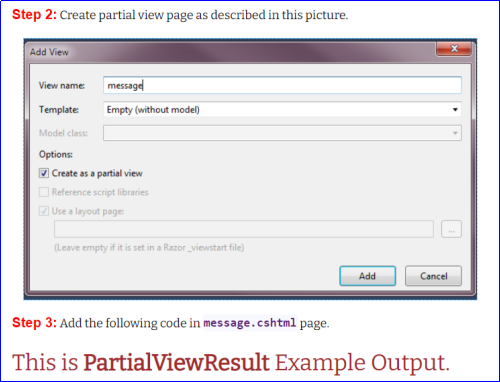 Step 2: Create partial view page as described in this picture.
Add View
View name:
message
Template:
Empty (without model)
Model class:
Options:
Create as a partial view
Reference script libraries
Use a layout page:
...
(Leave empty if it is set in a Razor _viewstart file)
Add
Cancel
Step 3: Add the following code in message.cshtml page.
This is PartialViewResult Example Output.